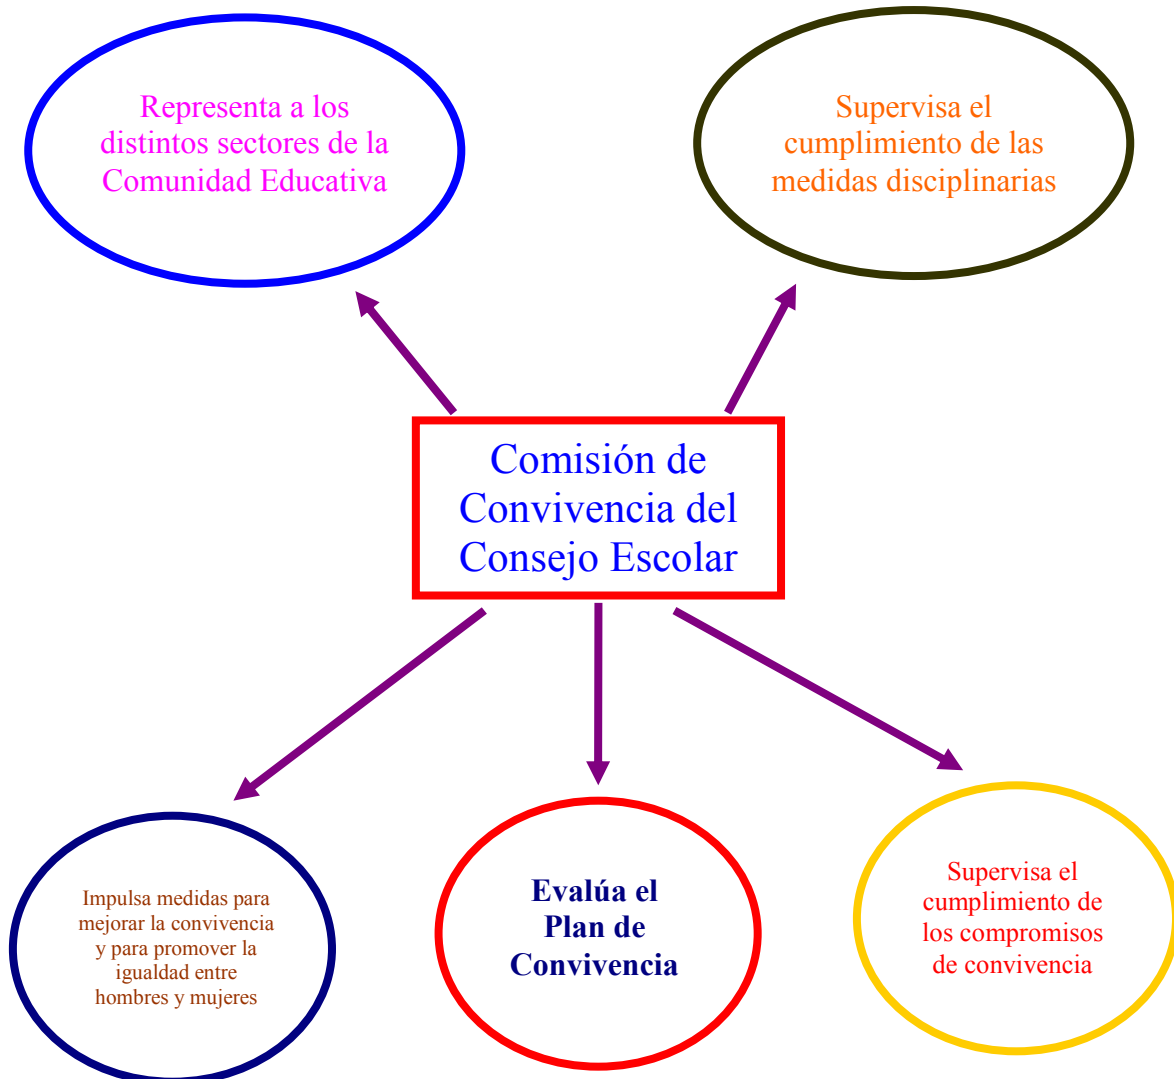 Representa a los
distintos sectores de la
Comunidad Educativa
Supervisa el
cumplimiento de las
medidas disciplinarias
Comisión de
Convivencia del
Consejo Escolar
Impulsa medidas para
mejorar la convivencia
y para promover la
igualdad entre
hombres y mujeres
Evalúa el
Plan de
Convivencia
Supervisa el
cumplimiento de
los compromisos
de convivencia